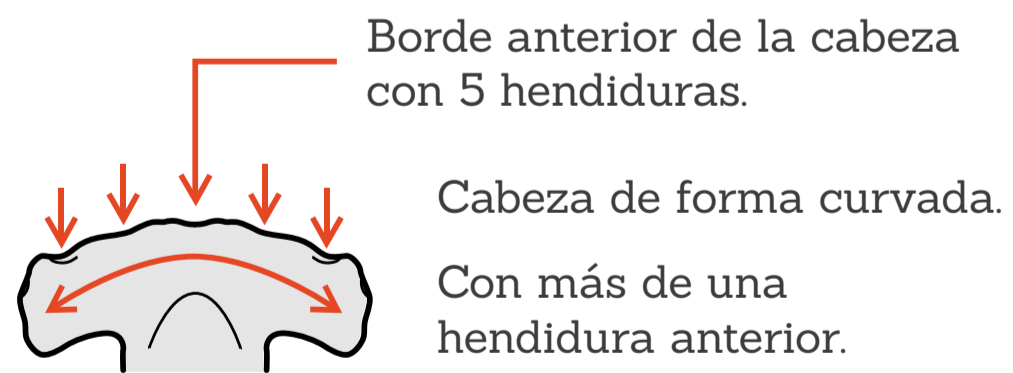 Borde anterior de la cabeza
con 5 hendiduras.
Cabeza de forma curvada.
Con más de una
hendidura anterior.